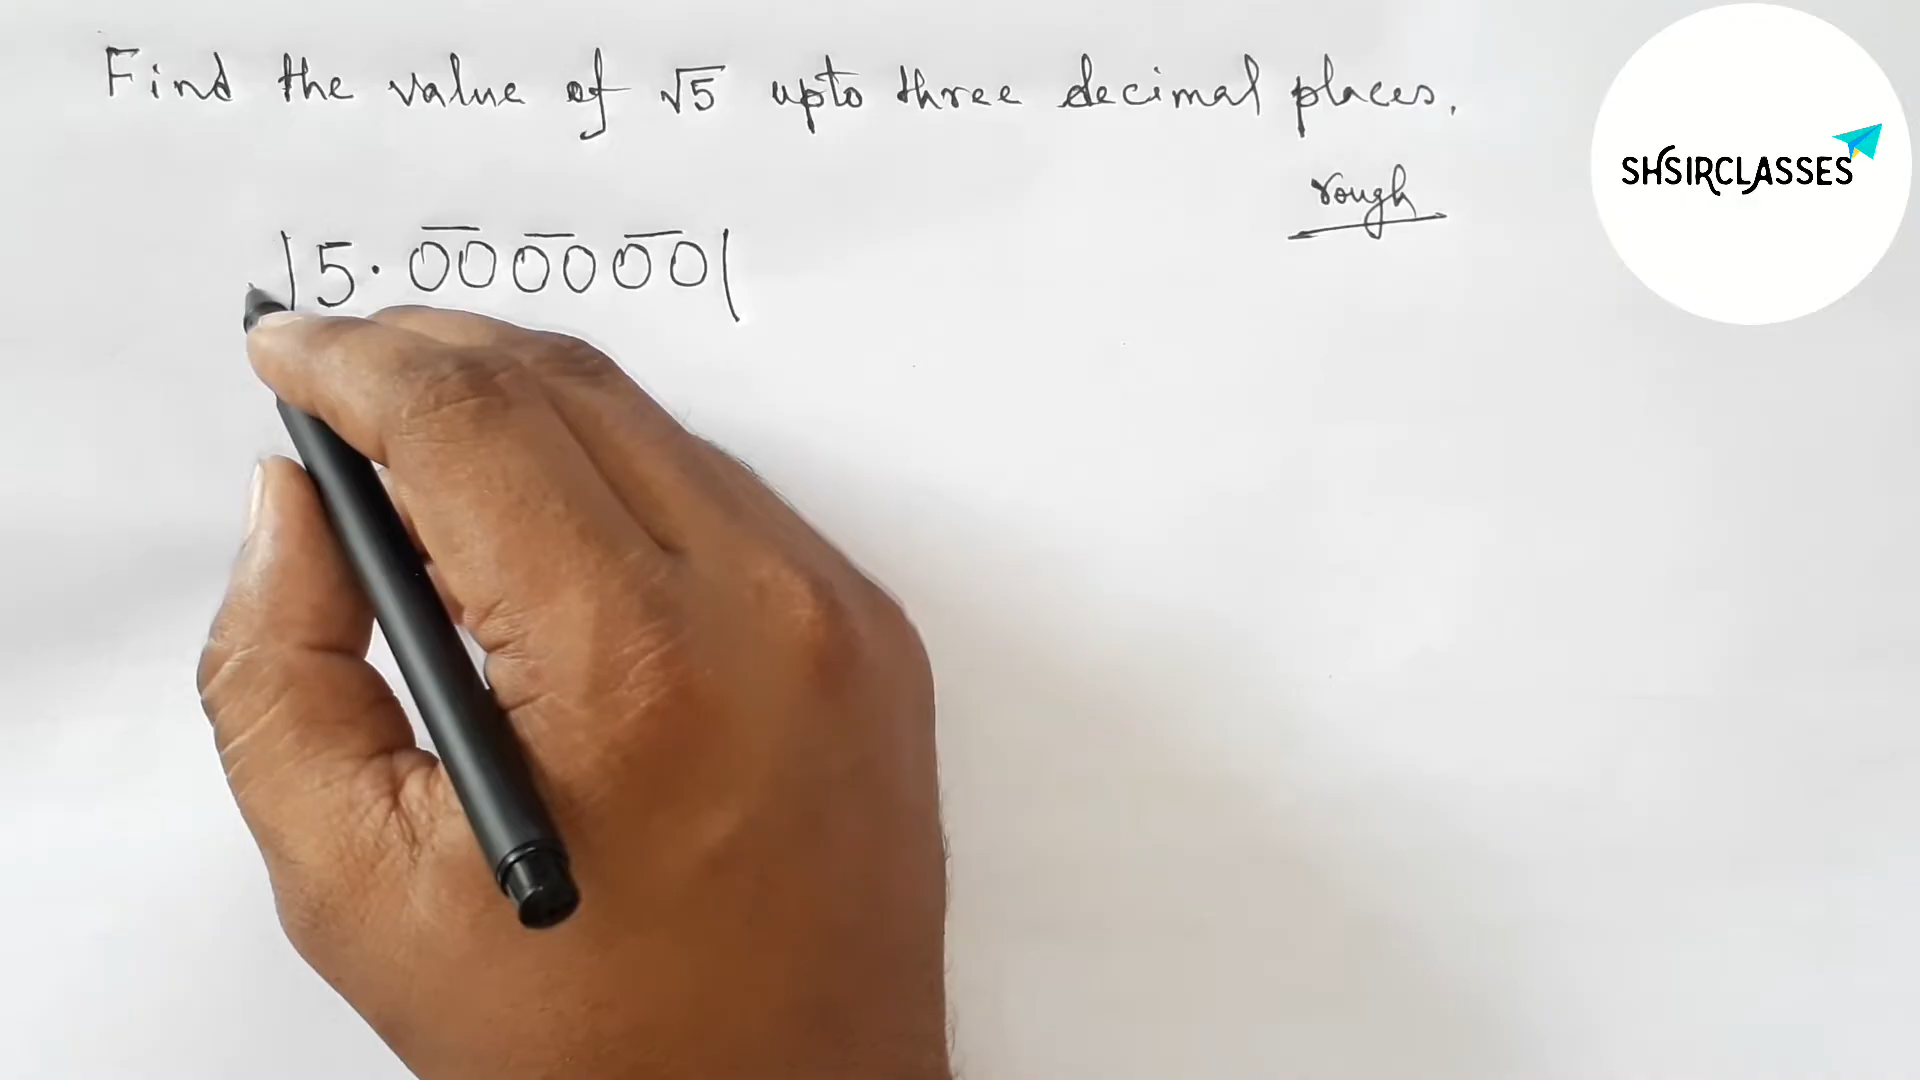 Find the value of √5 upto three decimal places.
SHSIRCLASSES
rough
5.000000